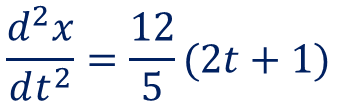 d²x/dt² = 12/5 (2t + 1)